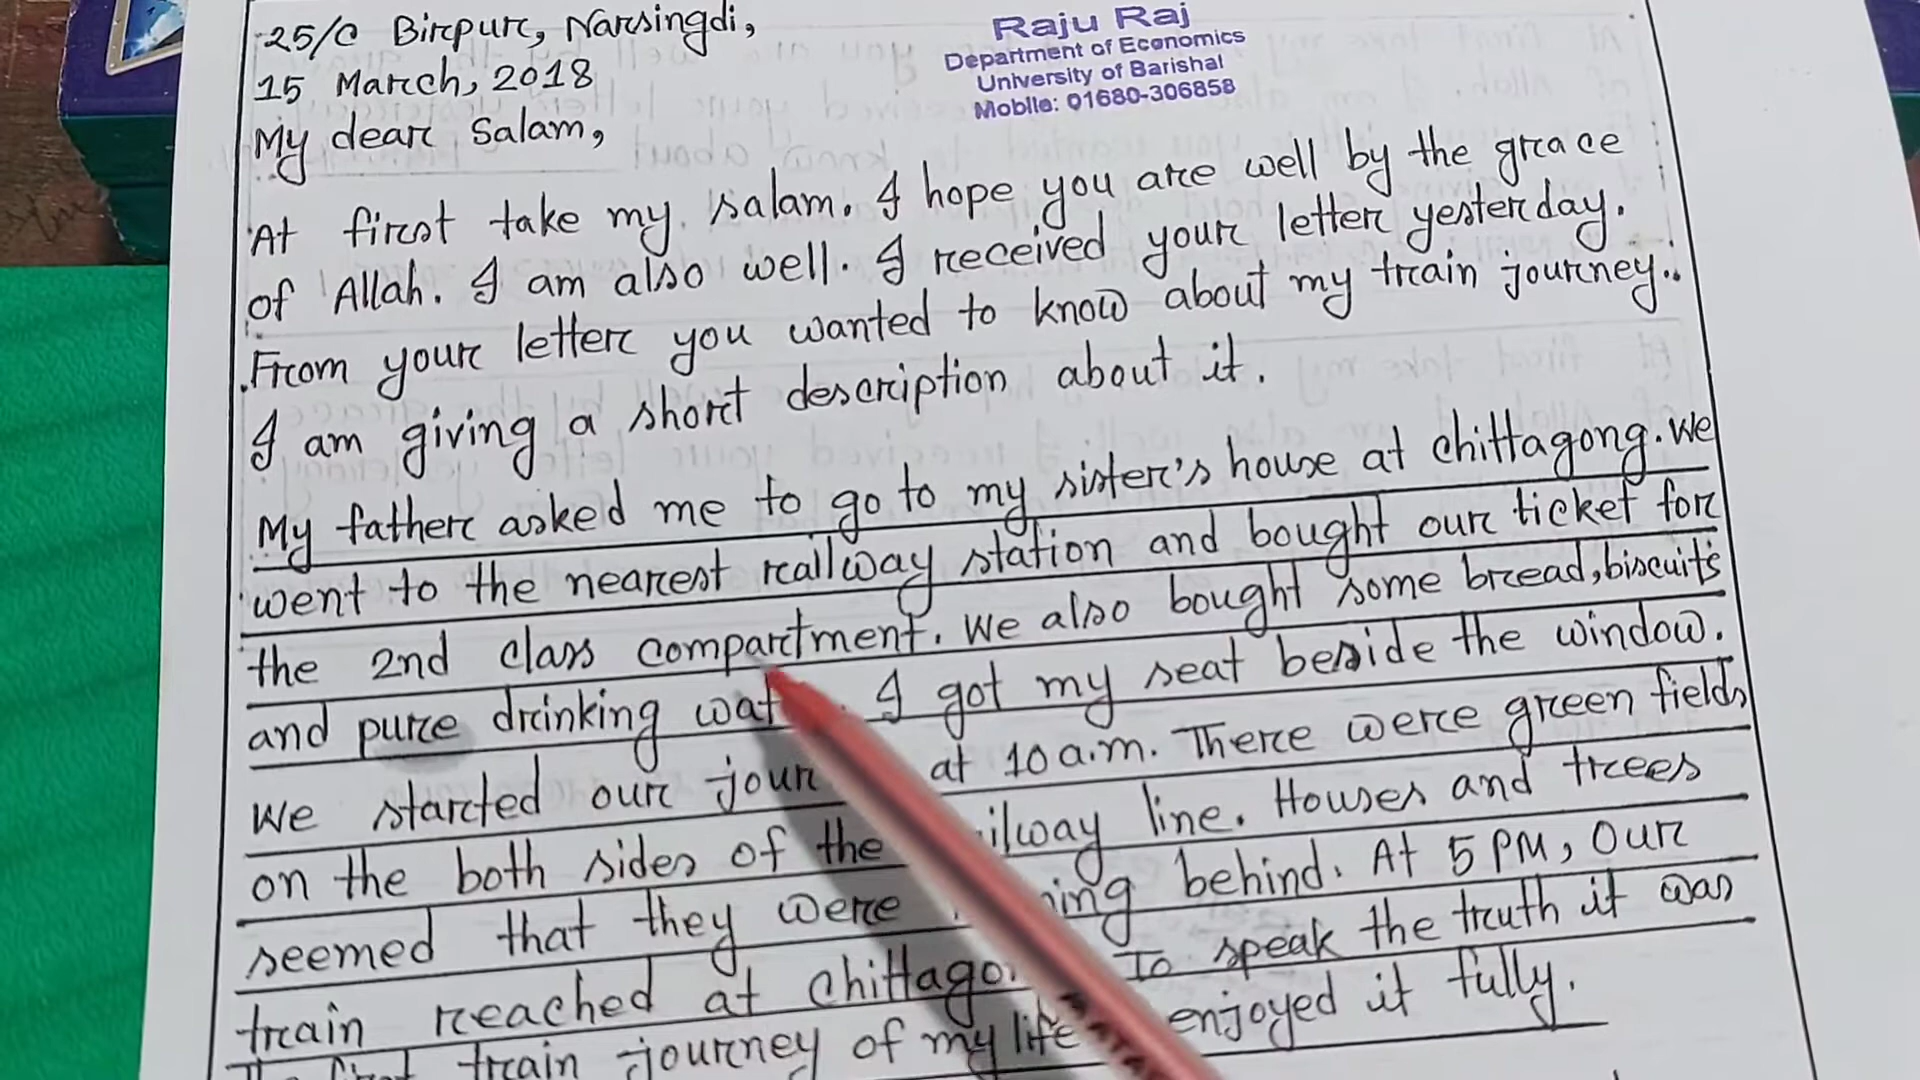 25/C Birpur, Narsingdi,
15 March, 2018
Raju Raj
Department of Economics
University of Barishal
Mobile: 01680-306858
My dear Salam,
At first take my salam. I hope you are well by the grace
of Allah. I am also well. I received your letter yesterday.
From your letter you wanted to know about my train journey.
I am giving a short description about it.
My father asked me to go to my sister's house at chittagong. We
went to the nearest railway station and bought our ticket for
the 2nd class compartment. We also bought some bread, biscuits
and pure drinking wat I got my seat beside the window.
We started our jour at 10 a.m. There were green fields
on the both sides of the ilway line. Houses and trees
seemed that they were ning behind. At 5 PM, Our
train reached at chittagon To speak the truth it was
the first train journey of my life enjoyed it fully.